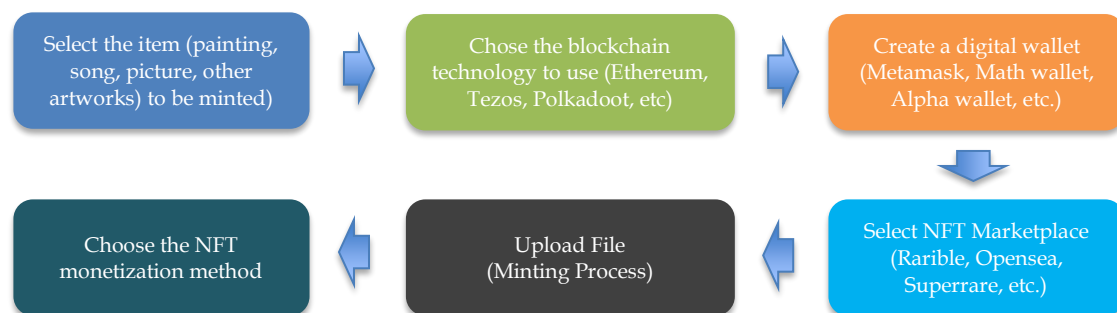 Select the item (painting,
song, picture, other
artworks) to be minted)
Chose the blockchain
technology to use (Ethereum,
Tezos, Polkadoot, etc)
Create a digital wallet
(Metamask, Math wallet,
Alpha wallet, etc.)
Select NFT Marketplace
(Rarible, Opensea,
Superrare, etc.)
Upload File
(Minting Process)
Choose the NFT
monetization method